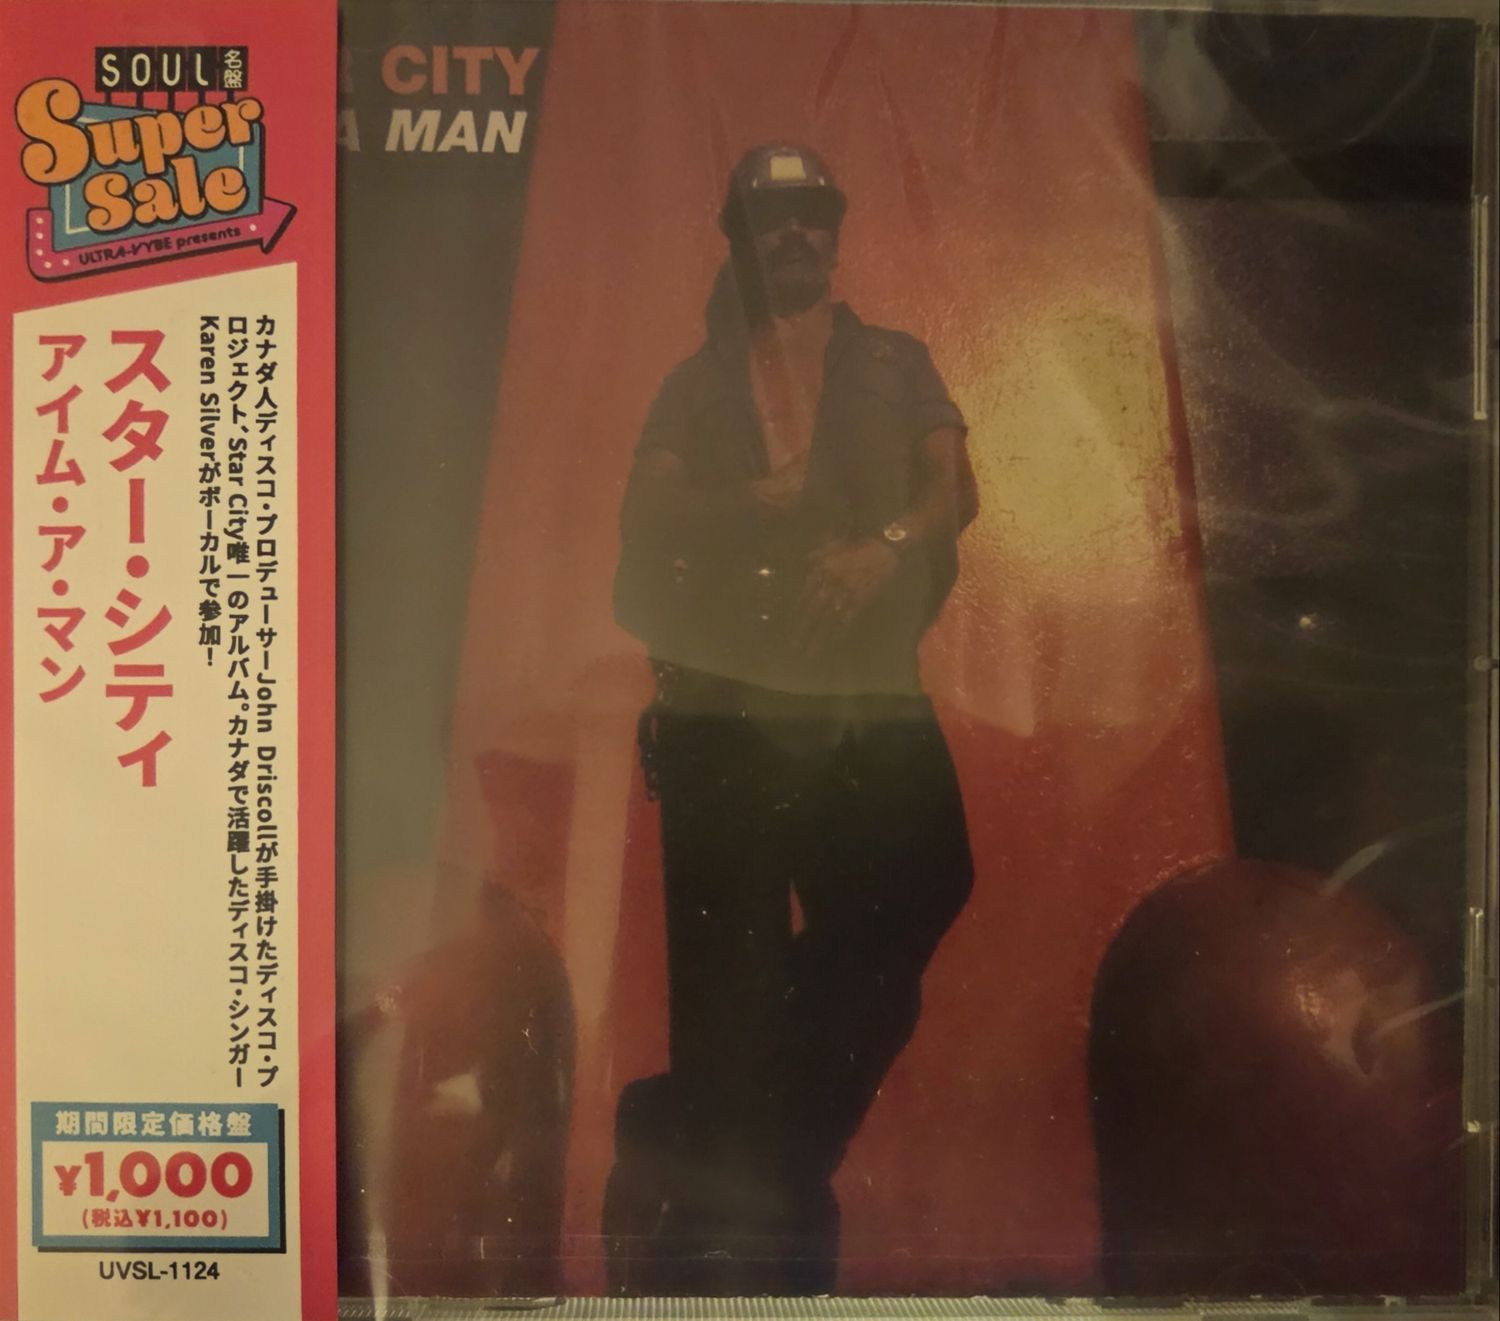 SOUL 名盤
Super
Sale
ULTRA-VYBE presents
カナダ人ディスコ・プロデューサーJohn Driscollが手掛けたディスコ・プ
ロジェクト、Star City唯一のアルバム。カナダで活躍したディスコ・シンガー
Karen Silverがボーカルで参加！
スター・シティ
アイム・ア・マン
期間限定価格盤
¥1,000
(税込¥1,100)
UVSL-1124
R CITY
A MAN